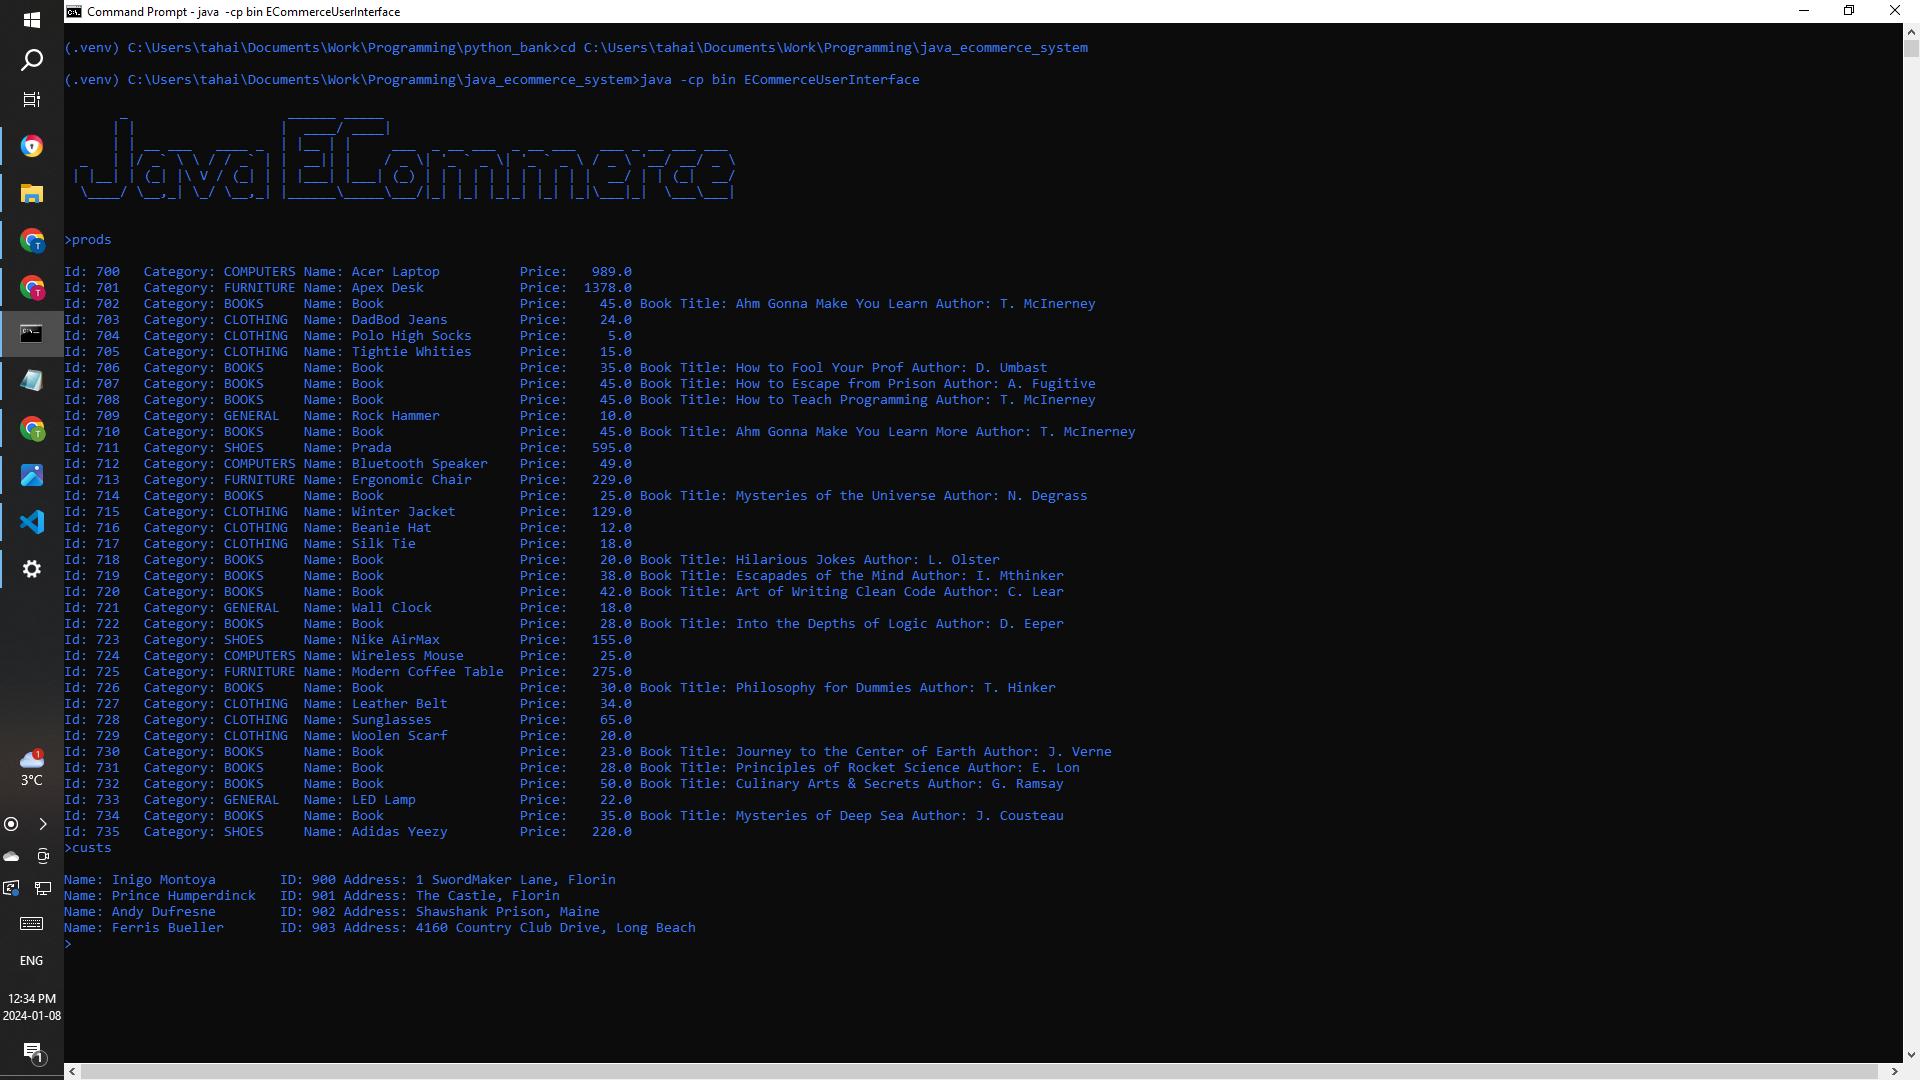 Command Prompt - java  -cp bin ECommerceUserInterface
(.venv) C:\Users\tahai\Documents\Work\Programming\python_bank>cd C:\Users\tahai\Documents\Work\Programming\java_ecommerce_system
(.venv) C:\Users\tahai\Documents\Work\Programming\java_ecommerce_system>java -cp bin ECommerceUserInterface
Java ECommerce
>prods
Id: 700   Category: COMPUTERS Name: Acer Laptop          Price:   989.0
Id: 701   Category: FURNITURE Name: Apex Desk            Price:  1378.0
Id: 702   Category: BOOKS     Name: Book                 Price:    45.0 Book Title: Ahm Gonna Make You Learn Author: T. McInerney
Id: 703   Category: CLOTHING  Name: DadBod Jeans         Price:    24.0
Id: 704   Category: CLOTHING  Name: Polo High Socks      Price:     5.0
Id: 705   Category: CLOTHING  Name: Tightie Whities      Price:    15.0
Id: 706   Category: BOOKS     Name: Book                 Price:    35.0 Book Title: How to Fool Your Prof Author: D. Umbast
Id: 707   Category: BOOKS     Name: Book                 Price:    45.0 Book Title: How to Escape from Prison Author: A. Fugitive
Id: 708   Category: BOOKS     Name: Book                 Price:    45.0 Book Title: How to Teach Programming Author: T. McInerney
Id: 709   Category: GENERAL   Name: Rock Hammer          Price:    10.0
Id: 710   Category: BOOKS     Name: Book                 Price:    45.0 Book Title: Ahm Gonna Make You Learn More Author: T. McInerney
Id: 711   Category: SHOES     Name: Prada                Price:   595.0
Id: 712   Category: COMPUTERS Name: Bluetooth Speaker    Price:    49.0
Id: 713   Category: FURNITURE Name: Ergonomic Chair      Price:   229.0
Id: 714   Category: BOOKS     Name: Book                 Price:    25.0 Book Title: Mysteries of the Universe Author: N. Degrass
Id: 715   Category: CLOTHING  Name: Winter Jacket        Price:   129.0
Id: 716   Category: CLOTHING  Name: Beanie Hat           Price:    12.0
Id: 717   Category: CLOTHING  Name: Silk Tie             Price:    18.0
Id: 718   Category: BOOKS     Name: Book                 Price:    20.0 Book Title: Hilarious Jokes Author: L. Olster
Id: 719   Category: BOOKS     Name: Book                 Price:    38.0 Book Title: Escapades of the Mind Author: I. Mthinker
Id: 720   Category: BOOKS     Name: Book                 Price:    42.0 Book Title: Art of Writing Clean Code Author: C. Lear
Id: 721   Category: GENERAL   Name: Wall Clock           Price:    18.0
Id: 722   Category: BOOKS     Name: Book                 Price:    28.0 Book Title: Into the Depths of Logic Author: D. Eeper
Id: 723   Category: SHOES     Name: Nike AirMax          Price:   155.0
Id: 724   Category: COMPUTERS Name: Wireless Mouse       Price:    25.0
Id: 725   Category: FURNITURE Name: Modern Coffee Table  Price:   275.0
Id: 726   Category: BOOKS     Name: Book                 Price:    30.0 Book Title: Philosophy for Dummies Author: T. Hinker
Id: 727   Category: CLOTHING  Name: Leather Belt         Price:    34.0
Id: 728   Category: CLOTHING  Name: Sunglasses           Price:    65.0
Id: 729   Category: CLOTHING  Name: Woolen Scarf         Price:    20.0
Id: 730   Category: BOOKS     Name: Book                 Price:    23.0 Book Title: Journey to the Center of Earth Author: J. Verne
Id: 731   Category: BOOKS     Name: Book                 Price:    28.0 Book Title: Principles of Rocket Science Author: E. Lon
Id: 732   Category: BOOKS     Name: Book                 Price:    50.0 Book Title: Culinary Arts & Secrets Author: G. Ramsay
Id: 733   Category: GENERAL   Name: LED Lamp             Price:    22.0
Id: 734   Category: BOOKS     Name: Book                 Price:    35.0 Book Title: Mysteries of Deep Sea Author: J. Cousteau
Id: 735   Category: SHOES     Name: Adidas Yeezy         Price:   220.0
>custs
Name: Inigo Montoya        ID: 900 Address: 1 SwordMaker Lane, Florin
Name: Prince Humperdinck   ID: 901 Address: The Castle, Florin
Name: Andy Dufresne        ID: 902 Address: Shawshank Prison, Maine
Name: Ferris Bueller       ID: 903 Address: 4160 Country Club Drive, Long Beach
>
T
T
T
1
3°C
ENG
12:34 PM
2024-01-08
1